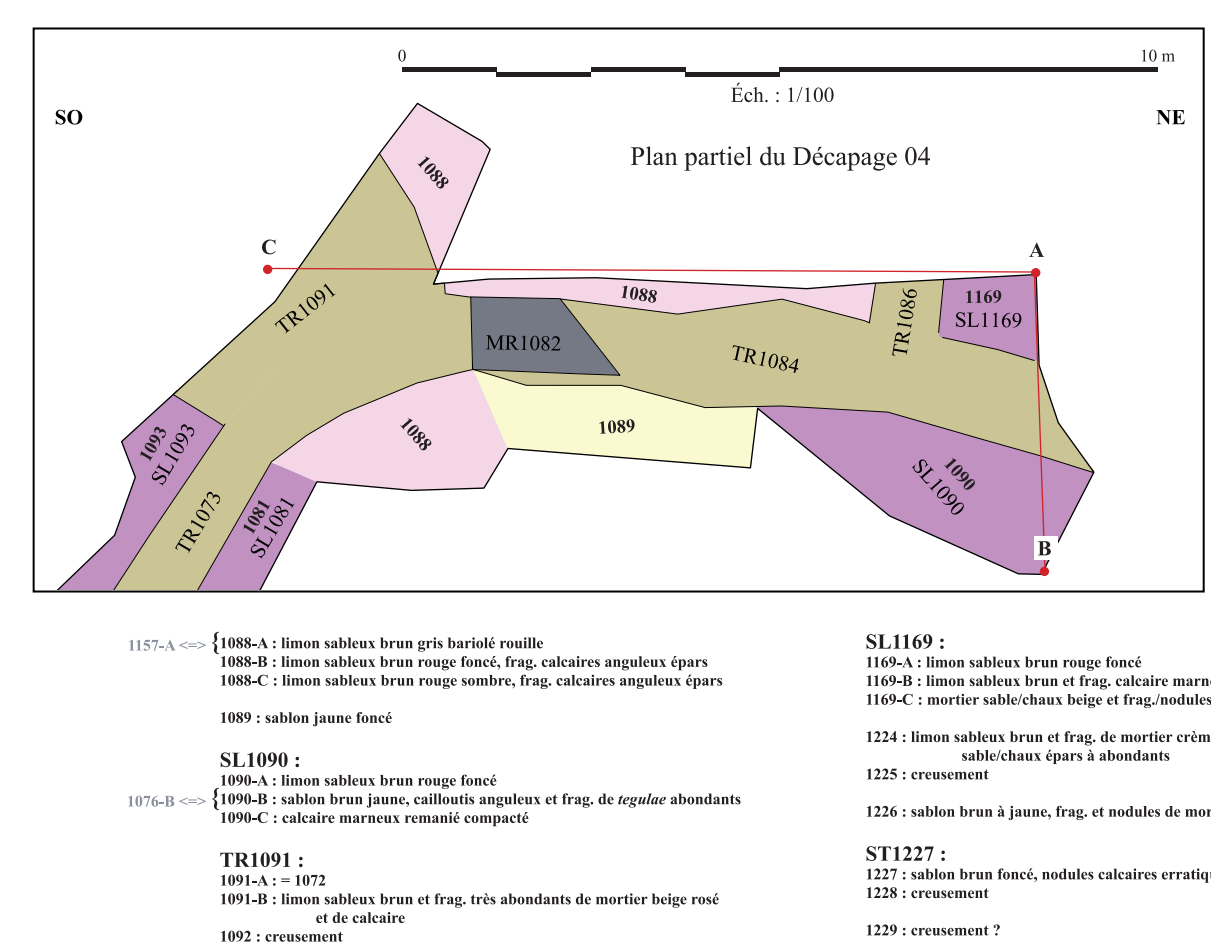 0 10 m
Éch. : 1/100
SO
NE
Plan partiel du Décapage 04
1088
C
A
TR1091
1088
TR1086
1169
SL1169
MR1082
TR1084
1093
SL1093
1088
1089
1090
SL1090
TR1073
1081
SL1081
B
1157-A <=> {1088-A : limon sableux brun gris bariolé rouille
1088-B : limon sableux brun rouge foncé, frag. calcaires anguleux épars
1088-C : limon sableux brun rouge sombre, frag. calcaires anguleux épars
1089 : sablon jaune foncé
SL1090 :
1090-A : limon sableux brun rouge foncé
1076-B <=> {1090-B : sablon brun jaune, cailloutis anguleux et frag. de tegulae abondants
1090-C : calcaire marneux remanié compacté
TR1091 :
1091-A : = 1072
1091-B : limon sableux brun et frag. très abondants de mortier beige rosé
et de calcaire
1092 : creusement
SL1169 :
1169-A : limon sableux brun rouge foncé
1169-B : limon sableux brun et frag. calcaire
1169-C : mortier sable/chaux beige et frag./nodules
1224 : limon sableux brun et frag. de mortier
sable/chaux épars à abondants
1225 : creusement
1226 : sablon brun à jaune, frag. et nodules de
ST1227 :
1227 : sablon brun foncé, nodules calcaires
1228 : creusement
1229 : creusement ?